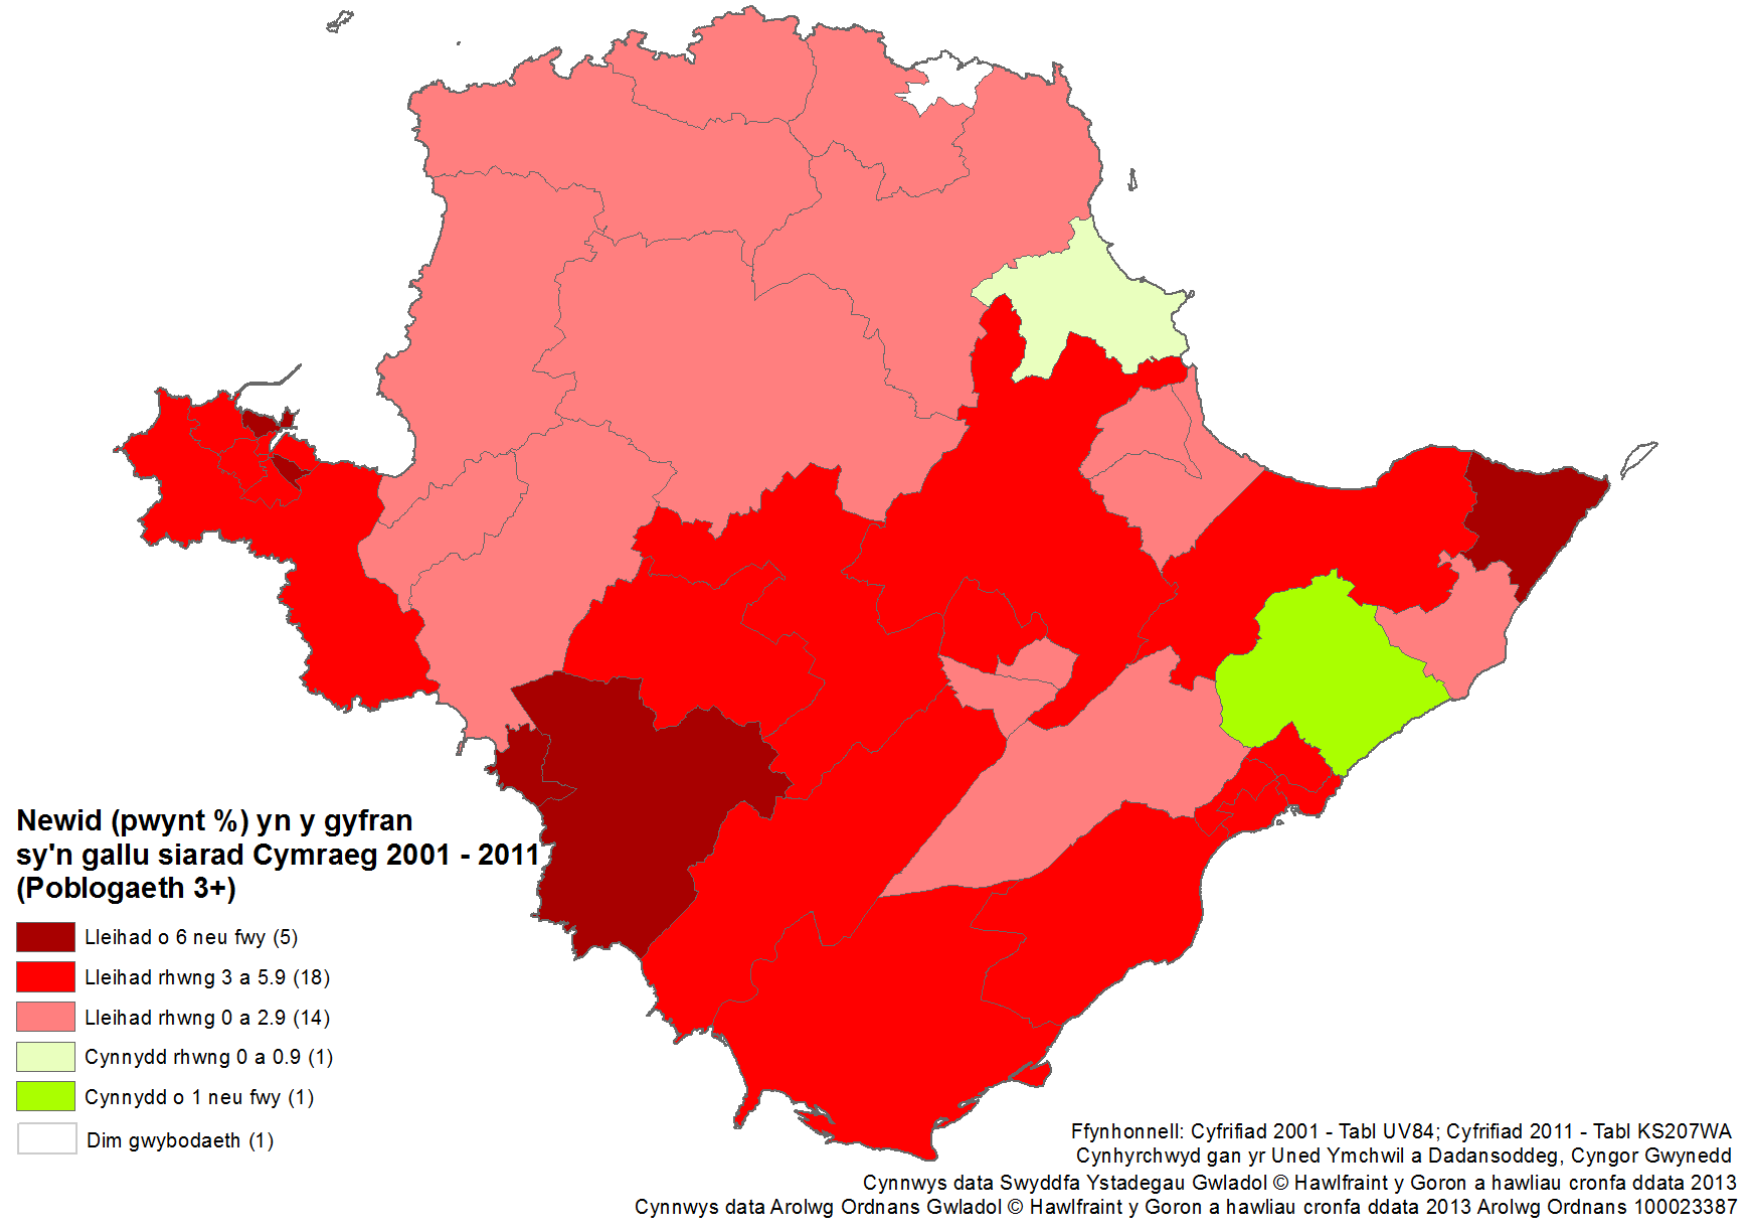 Newid (pwynt %) yn y gyfran
sy'n gallu siarad Cymraeg 2001 - 2011
(Poblogaeth 3+)
Lleihad o 6 neu fwy (5)
Lleihad rhwng 3 a 5.9 (18)
Lleihad rhwng 0 a 2.9 (14)
Cynnydd rhwng 0 a 0.9 (1)
Cynnydd o 1 neu fwy (1)
Dim gwybodaeth (1)
Ffynhonnell: Cyfrifiad 2001 - Tabl UV84; Cyfrifiad 2011 - Tabl KS207WA
Cynhyrchwyd gan yr Uned Ymchwil a Dadansoddeg, Cyngor Gwynedd
Cynnwys data Swyddfa Ystadegau Gwladol © Hawlfraint y Goron a hawliau cronfa ddata 2013
Cynnwys data Arolwg Ordnans Gwladol © Hawlfraint y Goron a hawliau cronfa ddata 2013 Arolwg Ordnans 100023387